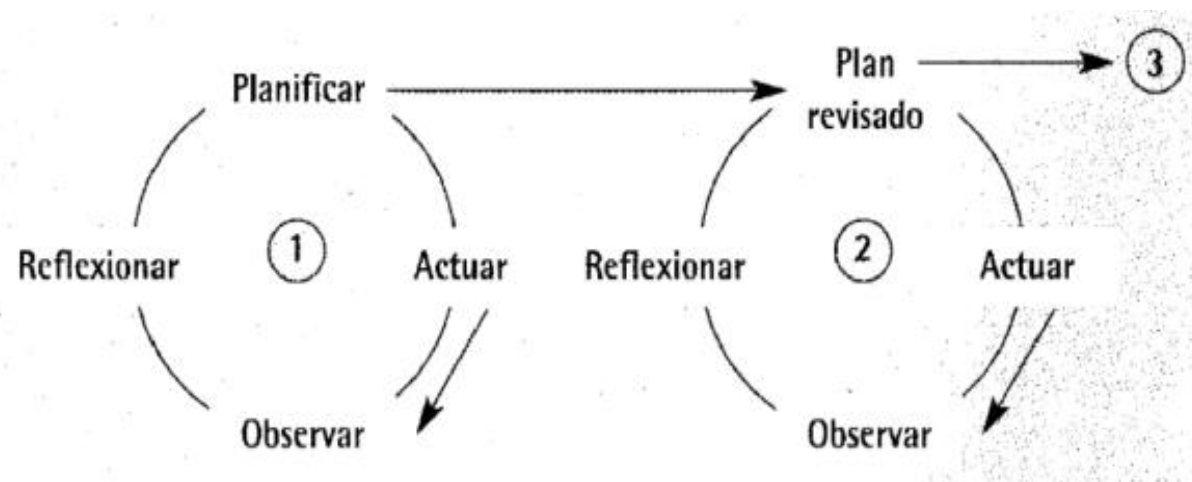 Planificar
Plan
revisado
3
Reflexionar
1
Actuar
Reflexionar
2
Actuar
Observar
Observar